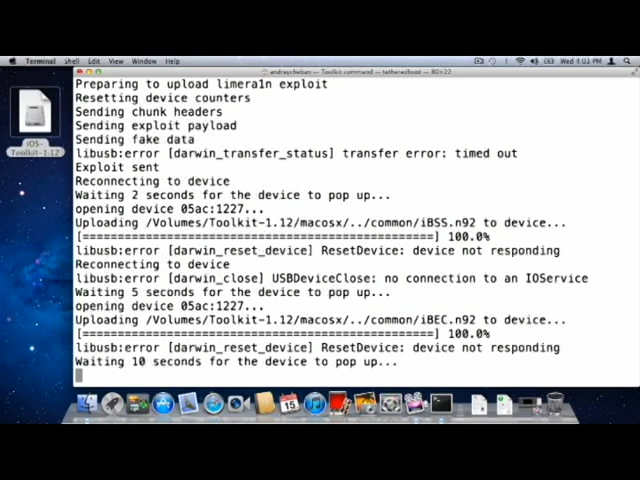 Terminal Shell Edit View Window Help Wed 4:03 PM
andreycheban — Toolkit.command — tetheredboot — 80×22
Preparing to upload limera1n exploit
Resetting device counters
Sending chunk headers
Sending exploit payload
Sending fake data
libusb:error [darwin_transfer_status] transfer error: timed out
Exploit sent
Reconnecting to device
Waiting 2 seconds for the device to pop up...
opening device 05ac:1227...
Uploading /Volumes/Toolkit-1.12/macosx/../common/iBSS.n92 to device...
[==================================================] 100.0%
libusb:error [darwin_reset_device] ResetDevice: device not responding
Reconnecting to device
libusb:error [darwin_close] USBDeviceClose: no connection to an IOService
Waiting 5 seconds for the device to pop up...
opening device 05ac:1227...
Uploading /Volumes/Toolkit-1.12/macosx/../common/iBEC.n92 to device...
[==================================================] 100.0%
libusb:error [darwin_reset_device] ResetDevice: device not responding
Waiting 10 seconds for the device to pop up...
iOS-
Toolkit-1.12
15